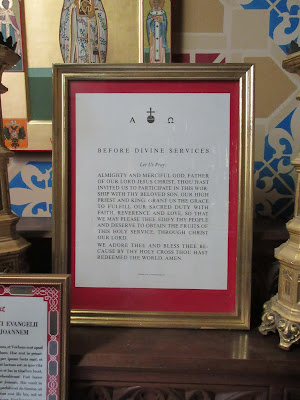 Α Ω
BEFORE DIVINE SERVICES
Let Us Pray:
ALMIGHTY AND MERCIFUL GOD, FATHER
OF OUR LORD JESUS CHRIST, THOU HAST
INVITED US TO PARTICIPATE IN THIS WOR-
SHIP WITH THY BELOVED SON, OUR HIGH
PRIEST AND KING. GRANT US THE GRACE
TO FULFILL OUR SACRED DUTY WITH
FAITH, REVERENCE AND LOVE, SO THAT
WE MAY PLEASE THEE, EDIFY THY PEOPLE
AND DESERVE TO OBTAIN THE FRUITS OF
THIS HOLY SERVICE, THROUGH CHRIST
OUR LORD.
WE ADORE THEE AND BLESS THEE BE-
CAUSE BY THY HOLY CROSS THOU HAST
REDEEMED THE WORLD. AMEN.
EVANGELII
JOANNEM